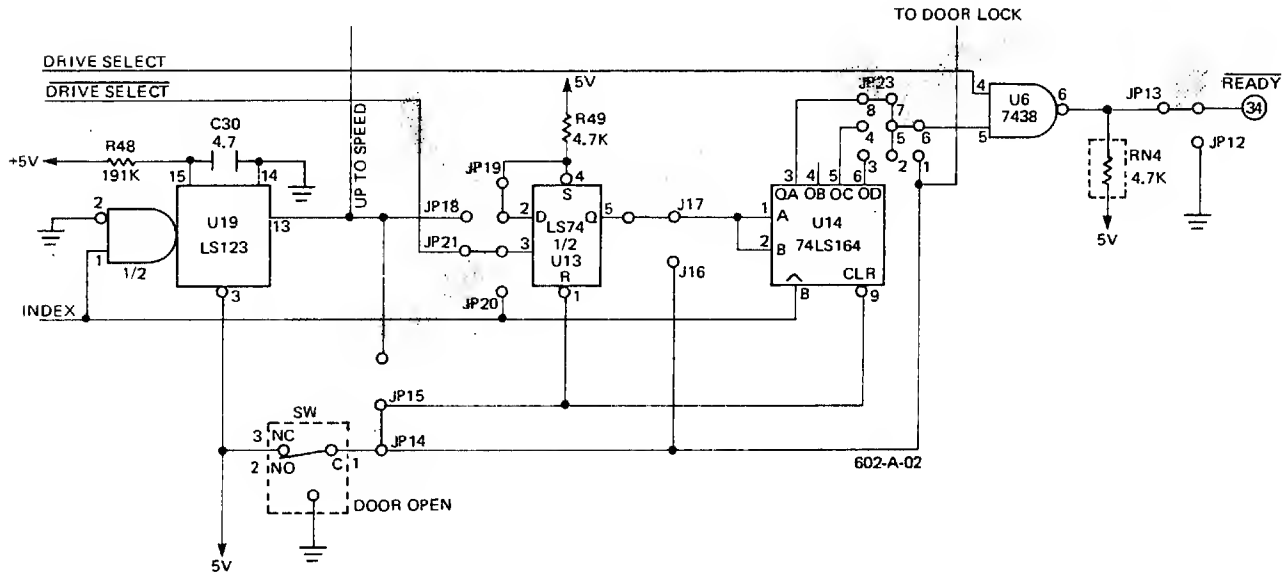 TO DOOR LOCK
DRIVE SELECT
DRIVE SELECT
5V
JP23
4
U6
7438
6
5
JP13
READY
34
JP12
RN4
4.7K
5V
C30
4.7
R48
191K
+5V
15
14
UP TO SPEED
R49
4.7K
JP19
4
S
8
7
4
5
6
3
2
1
3
4
5
6
QA
QB
QC
QD
2
1
1/2
U19
LS123
13
3
JP18
JP21
2
D
3
LS74
1/2
U13
Q
5
R
1
J17
J16
1
A
2
B
U14
74LS164
CLR
8
9
JP20
INDEX
JP15
JP14
SW
3
NC
2
NO
C
1
DOOR OPEN
5V
602-A-02